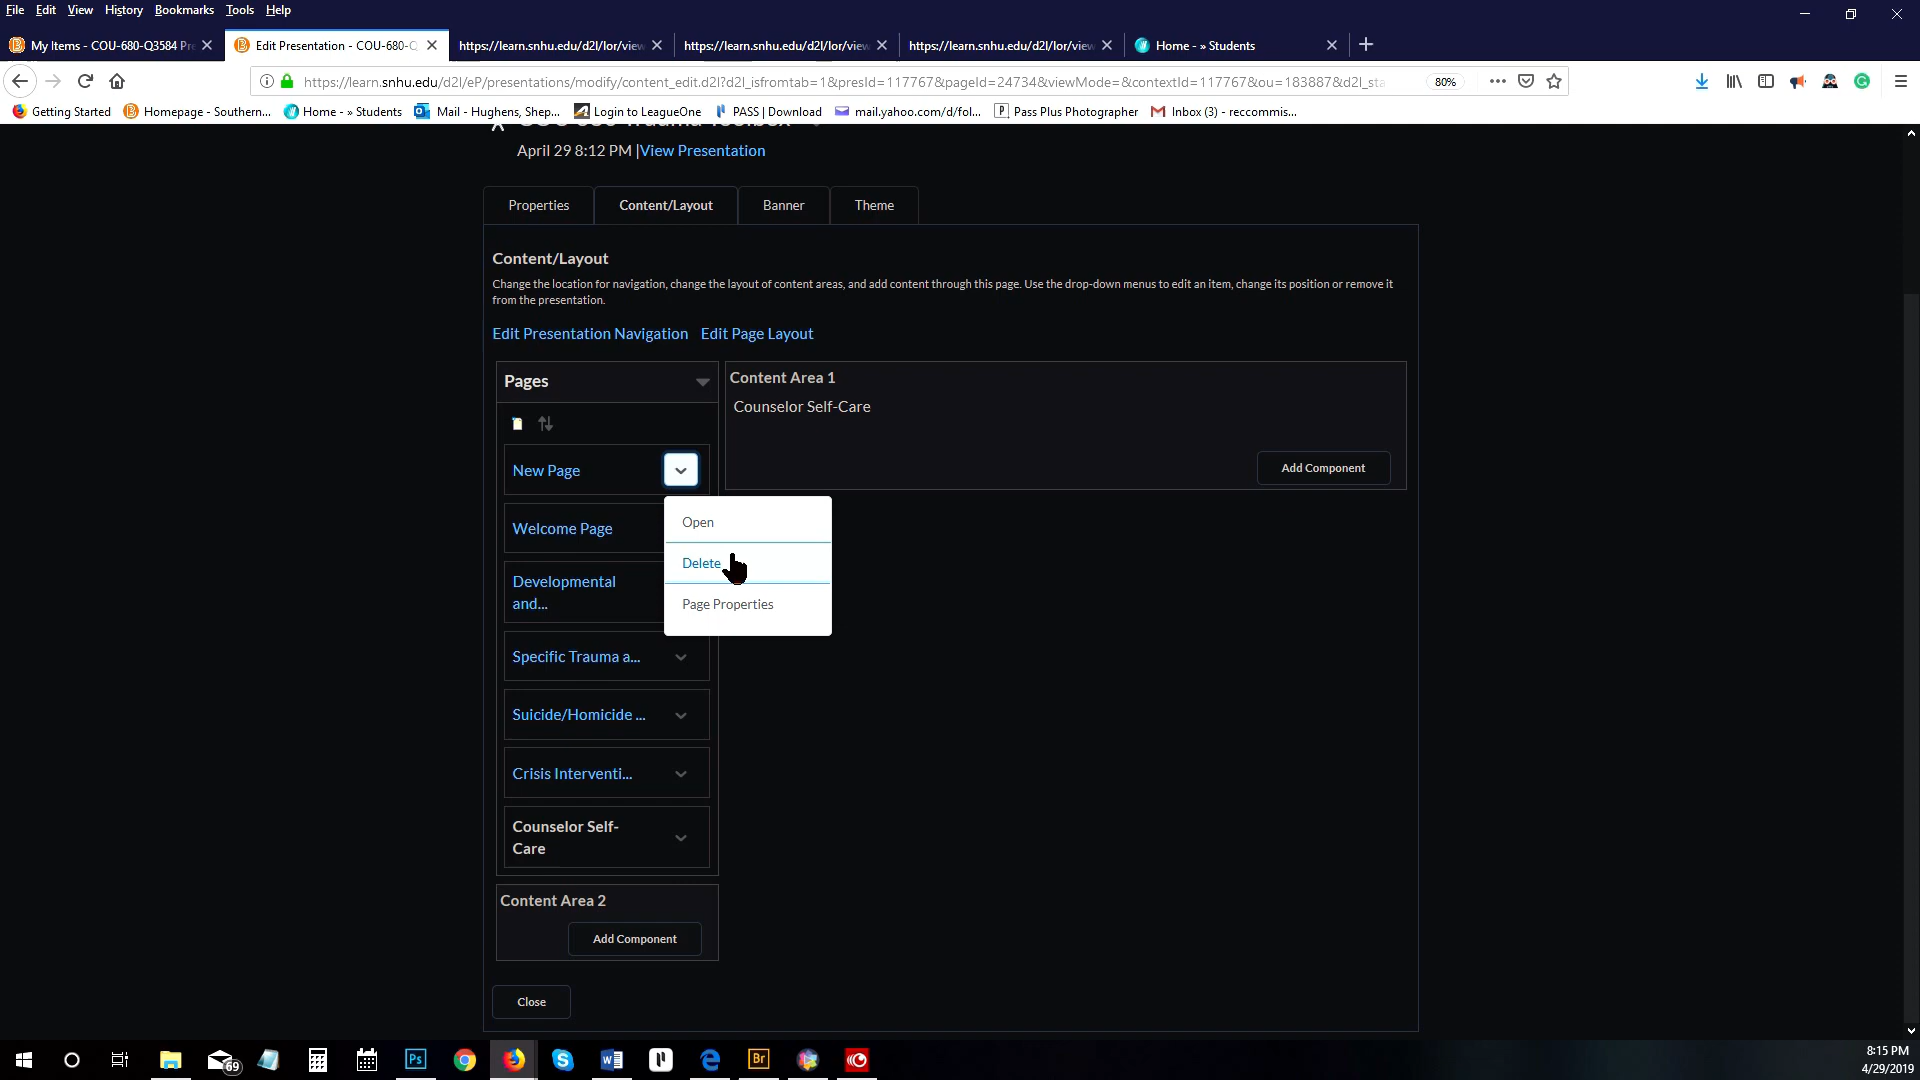 File Edit View History Bookmarks Tools Help
My Items - COU-680-Q3584 Pr
Edit Presentation - COU-680-Q
https://learn.snhu.edu/d2l/lor/view
https://learn.snhu.edu/d2l/lor/view
https://learn.snhu.edu/d2l/lor/view
Home - » Students
https://learn.snhu.edu/d2l/eP/presentations/modify/content_edit.d2l?d2l_isfromtab=1&presId=117767&pageId=24734&viewMode=&contextId=117767&ou=183887&d2l_sta
80%
Getting Started
Homepage - Southern...
Home - » Students
Mail - Hughens, Shep...
Login to LeagueOne
PASS | Download
mail.yahoo.com/d/fol...
Pass Plus Photographer
Inbox (3) - reccommis...
April 29 8:12 PM |View Presentation
Properties
Content/Layout
Banner
Theme
Content/Layout
Change the location for navigation, change the layout of content areas, and add content through this page. Use the drop-down menus to edit an item, change its position or remove it
from the presentation.
Edit Presentation Navigation Edit Page Layout
Pages
Content Area 1
Counselor Self-Care
Add Component
New Page
Open
Delete
Page Properties
Welcome Page
Developmental
and...
Specific Trauma a...
Suicide/Homicide ...
Crisis Interventi...
Counselor Self-
Care
Content Area 2
Add Component
Close
69
Ps
Br
8:15 PM
4/29/2019